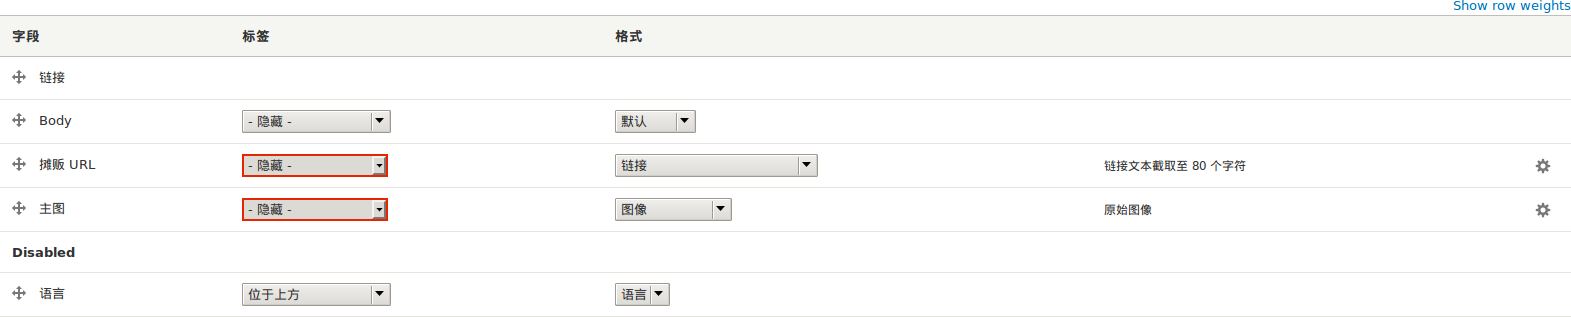 Show row weights
字段 标签 格式
链接
Body - 隐藏 - 默认
摊贩 URL - 隐藏 - 链接 链接文本截取至 80 个字符
主图 - 隐藏 - 图像 原始图像
Disabled
语言 位于上方 语言